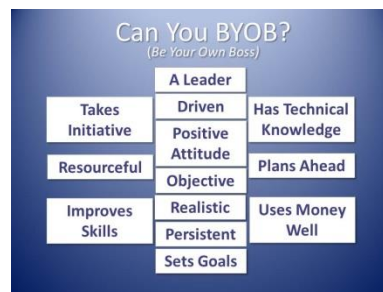 Can You BYOB?
(Be Your Own Boss)
A Leader
Takes
Initiative
Driven
Has Technical
Knowledge
Positive
Attitude
Resourceful
Plans Ahead
Objective
Improves
Skills
Realistic
Uses Money
Well
Persistent
Sets Goals